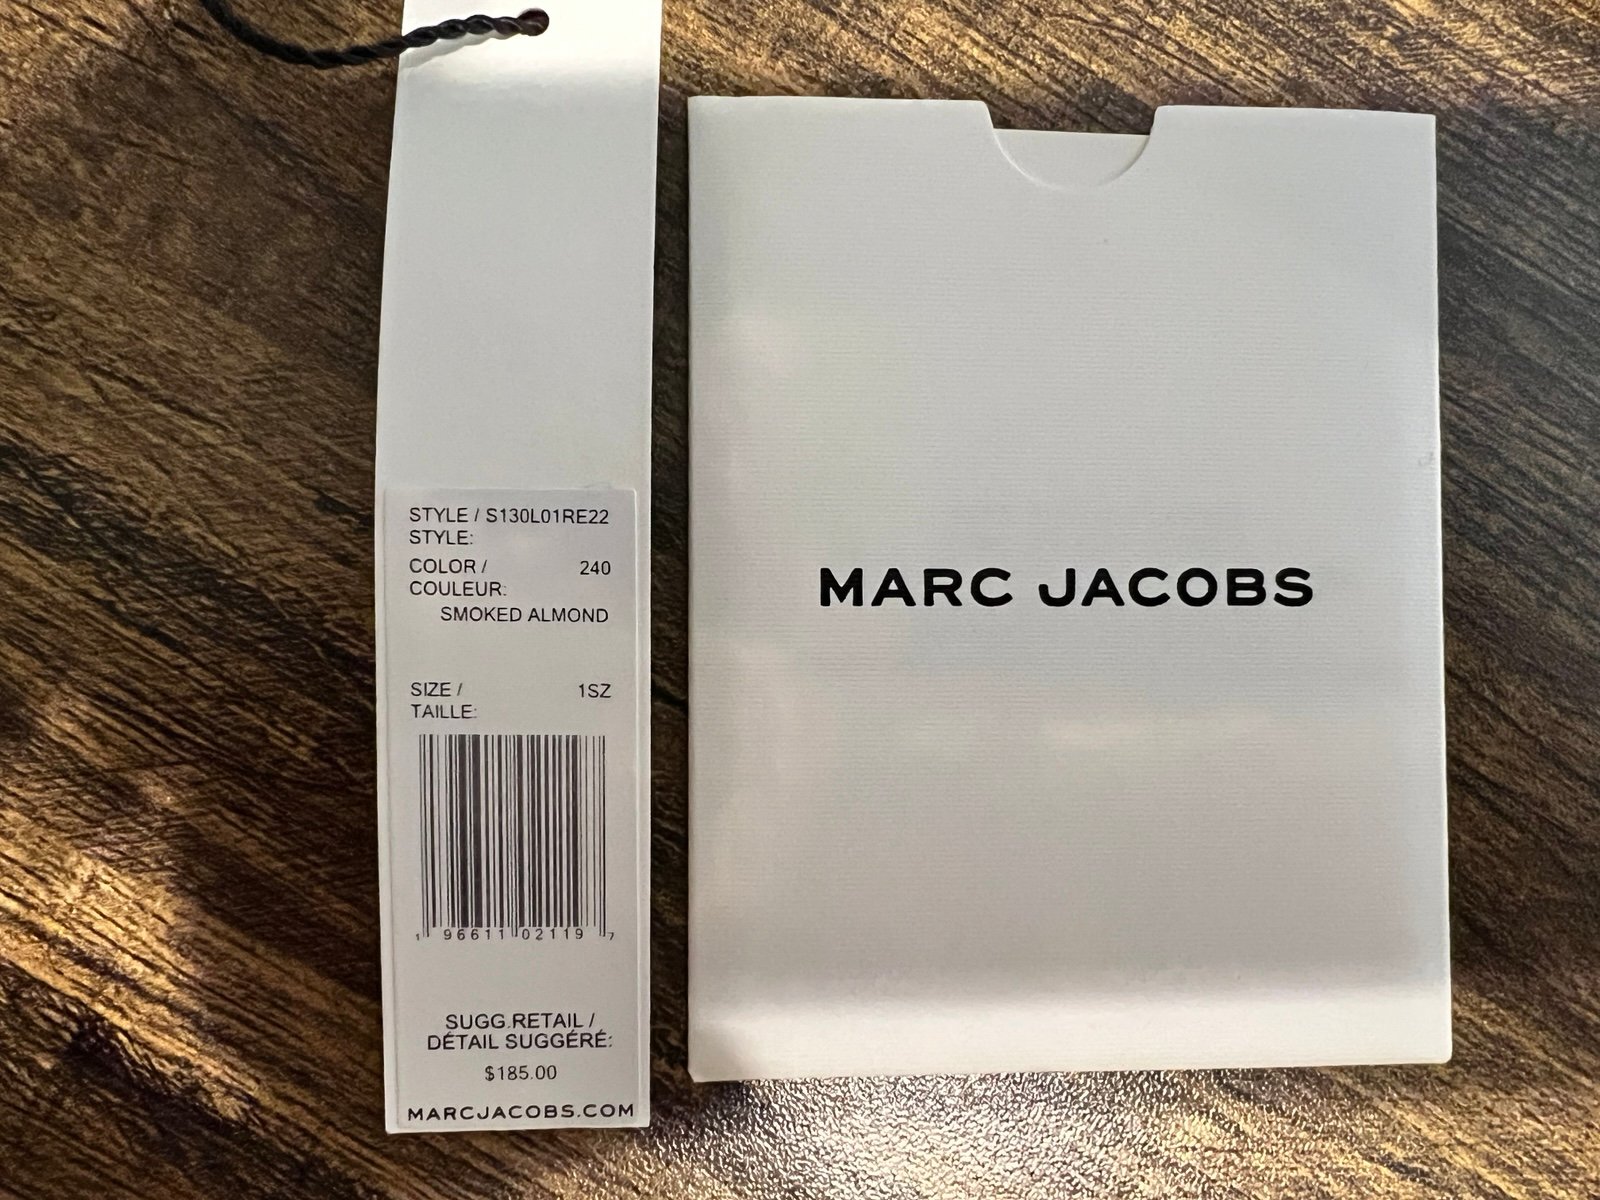 STYLE / S130L01RE22
STYLE:
COLOR / 240
COULEUR:
SMOKED ALMOND
SIZE / 1SZ
TAILLE:
1 96611 02119 7
SUGG.RETAIL /
DÉTAIL SUGGÉRÉ:
$185.00
MARCJACOBS.COM
MARC JACOBS